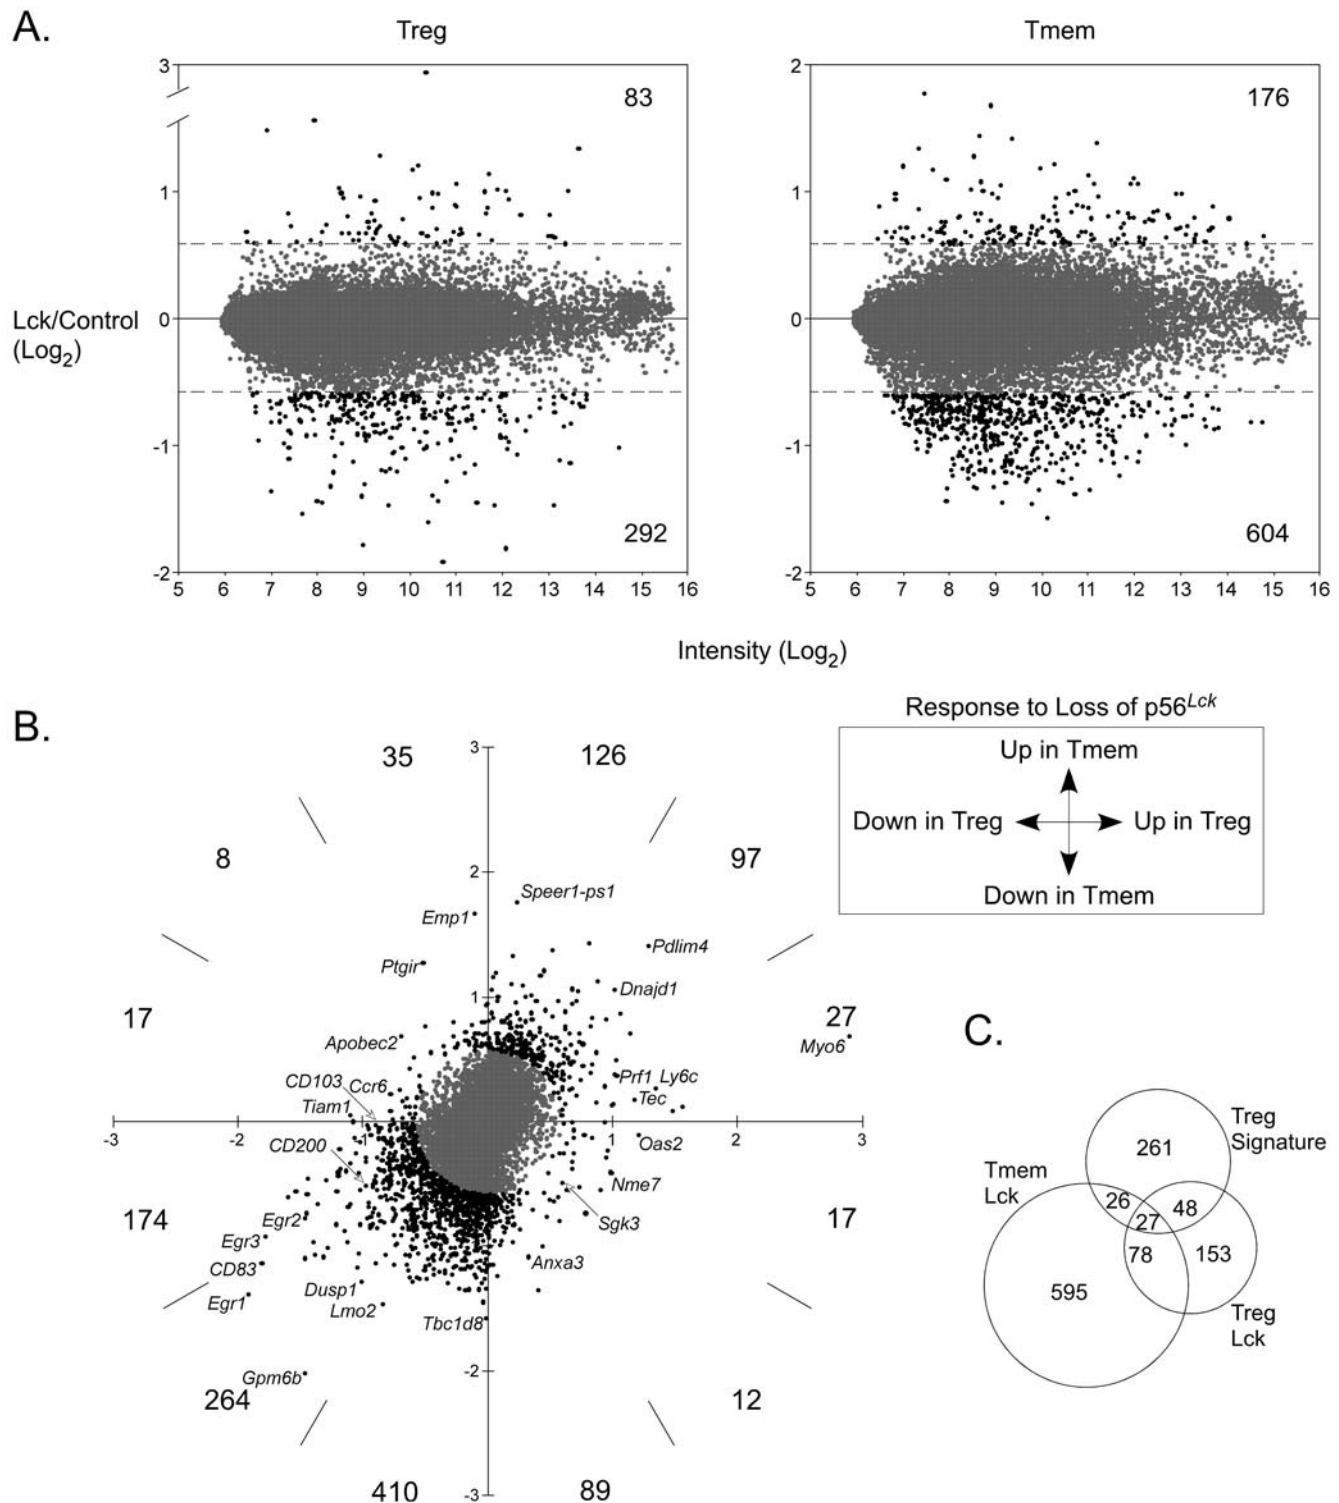 A.
Treg
Tmem
3
1
0
-1
-2
83
292
5 6 7 8 9 10 11 12 13 14 15 16
2
1
0
-1
-2
176
604
5 6 7 8 9 10 11 12 13 14 15 16
Lck/Control
(Log2)
Intensity (Log2)
B.
Response to Loss of p56Lck
Up in Tmem
Down in Treg
Up in Treg
Down in Tmem
35
126
8
97
17
27
174
17
264
12
410
89
3
2
1
-1
-2
-3
-3 -2 -1 1 2 3
Speer1-ps1
Emp1
Pdlim4
Ptgir
Dnajd1
Myo6
Apobec2
CD103
Ccr6
Prf1
Ly6c
Tiam1
Tec
CD200
Oas2
Nme7
Egr2
Sgk3
Egr3
CD83
Anxa3
Dusp1
Egr1
Lmo2
Tbc1d8
Gpm6b
C.
Treg
Signature
Tmem
Lck
Treg
Lck
261
26
48
27
78
153
595